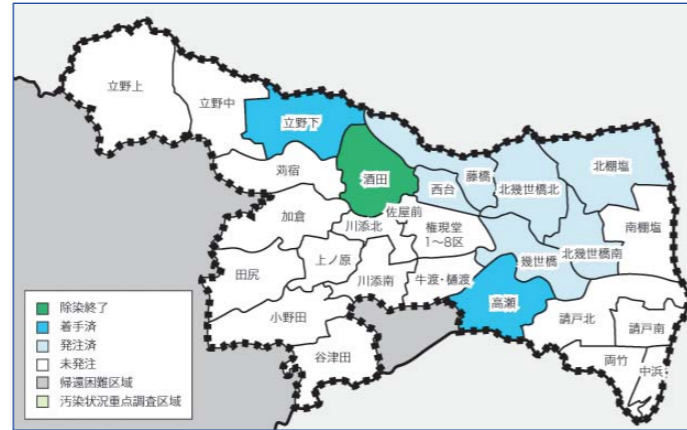 立野上
立野中
立野下
苅宿
酒田
西台
藤橋
北幾世橋北
北棚塩
加倉
川添北
佐屋前
権現堂
1～8区
南棚塩
北幾世橋南
幾世橋
田尻
上ノ原
川添南
牛渡・樋渡
高瀬
小野田
谷津田
請戸北
請戸南
両竹
中浜
除染終了
着手済
発注済
未発注
帰還困難区域
汚染状況重点調査区域